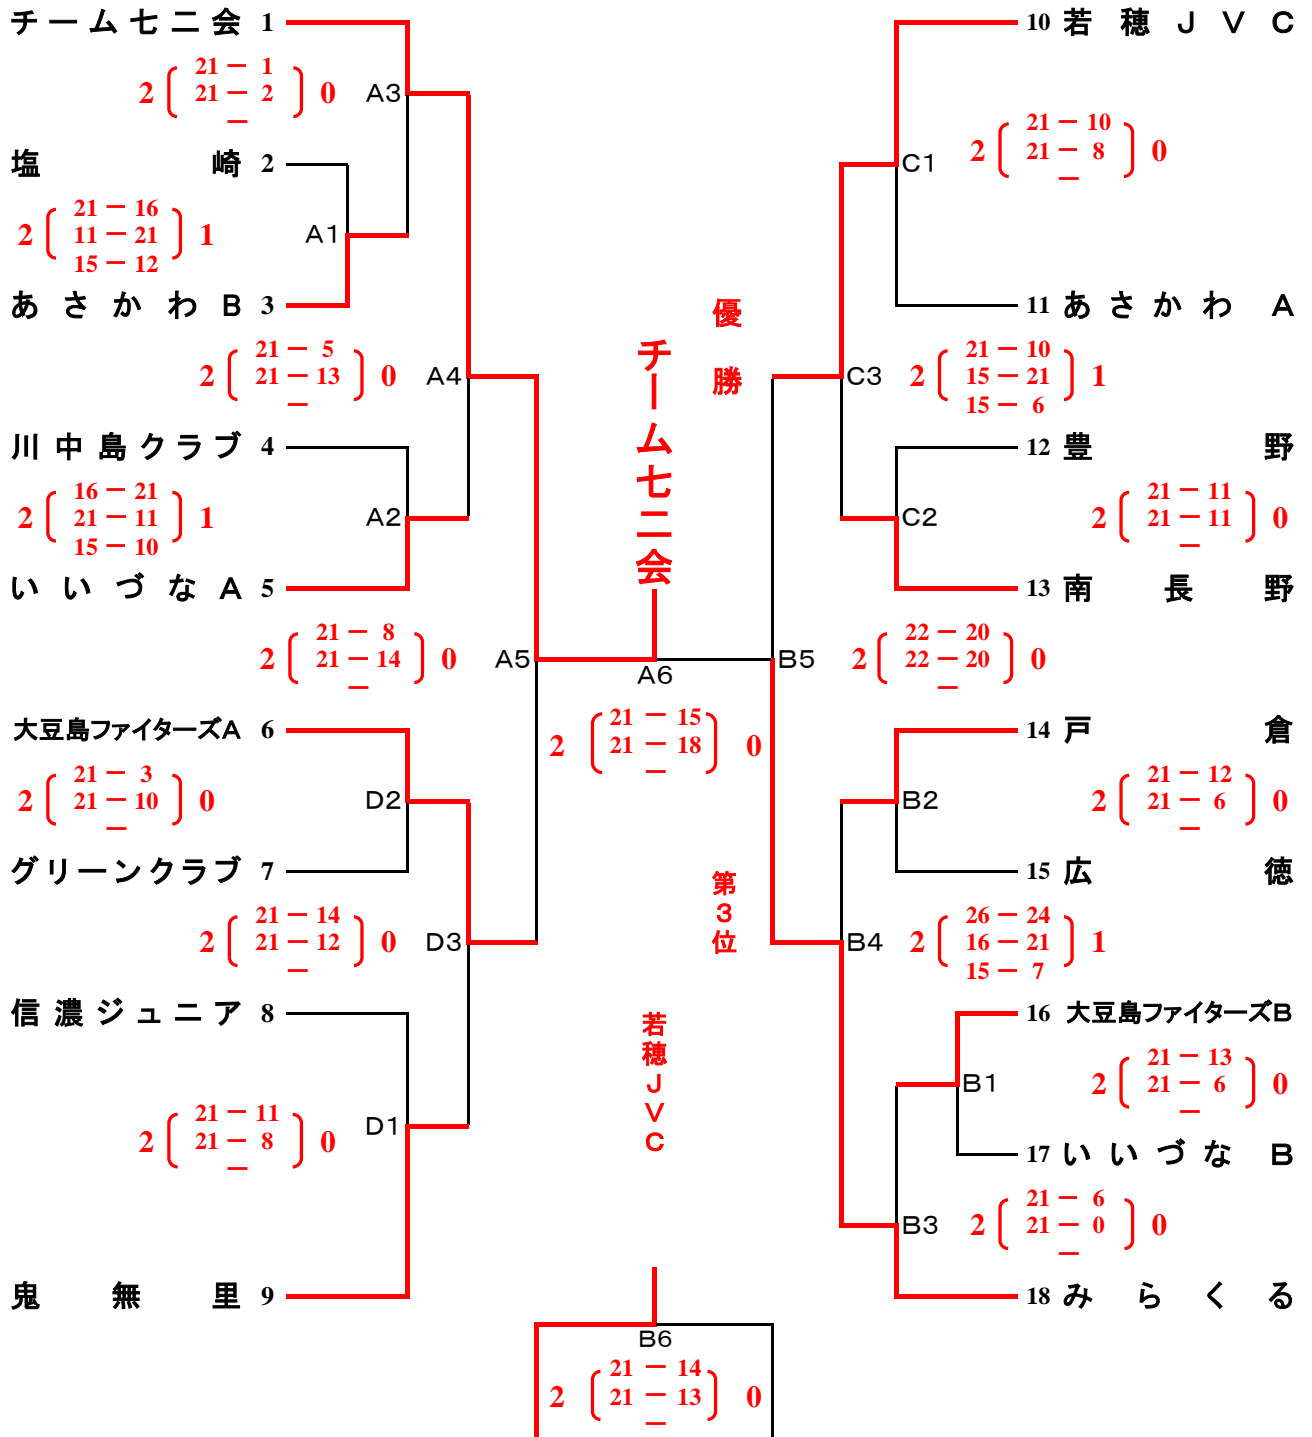 チーム七二会 1
21 － 1
2 21 － 2 0
－
A3
塩崎 2
21 － 16
2 11 － 21 1
15 － 12
A1
あさかわB 3
21 － 5
2 21 － 13 0
－
A4
川中島クラブ 4
16 － 21
2 21 － 11 1
15 － 10
A2
いいづなA 5
21 － 8
2 21 － 14 0
－
A5
大豆島ファイターズA 6
21 － 3
2 21 － 10 0
－
D2
グリーンクラブ 7
21 － 14
2 21 － 12 0
－
D3
信濃ジュニア 8
21 － 11
2 21 － 8 0
－
D1
鬼無里 9
優勝
チーム七二会
A6
21 － 15
2 21 － 18 0
－
第3位
若穂JVC
B6
21 － 14
2 21 － 13 0
－
10 若穂JVC
21 － 10
2 21 － 8 0
－
C1
11 あさかわA
21 － 10
2 15 － 21 1
15 － 6
C3
12 豊野
21 － 11
2 21 － 11 0
－
C2
13 南長野
22 － 20
2 22 － 20 0
－
B5
14 戸倉
21 － 12
2 21 － 6 0
－
B2
15 広徳
26 － 24
2 16 － 21 1
15 － 7
B4
16 大豆島ファイターズB
21 － 13
2 21 － 6 0
－
B1
17 いいづなB
21 － 6
2 21 － 0 0
－
B3
18 みらくる